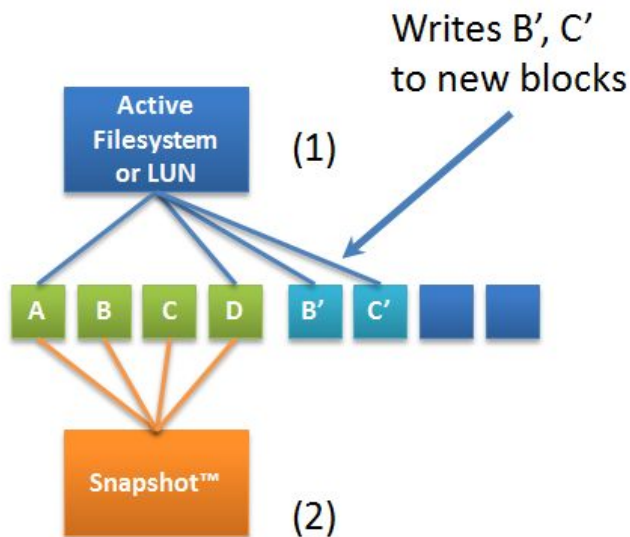 Writes B’, C’
to new blocks
Active
Filesystem
or LUN
(1)
A B C D B’ C’
Snapshot™
(2)